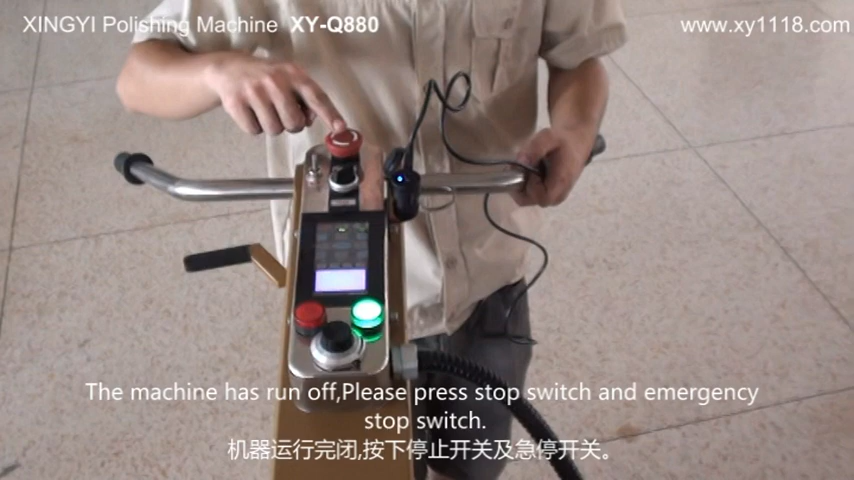 XINGYI Polishing Machine XY-Q880
www.xy1118.com
The machine has run off,Please press stop switch and emergency
stop switch.
机器运行完闭,按下停止开关及急停开关。